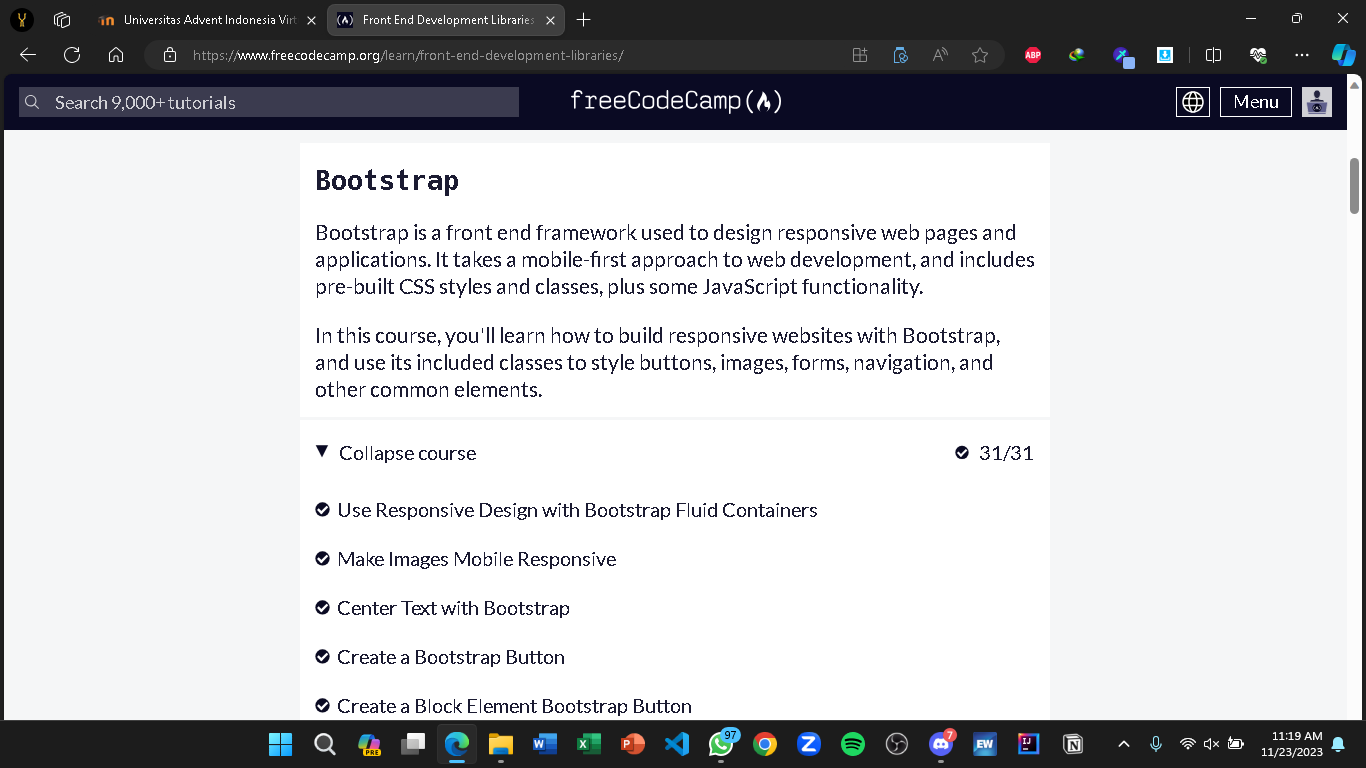 Universitas Advent Indonesia Virt
Front End Development Libraries
https://www.freecodecamp.org/learn/front-end-development-libraries/
ABP
Search 9,000+ tutorials
freeCodeCamp(
)
Menu
Bootstrap
Bootstrap is a front end framework used to design responsive web pages and
applications. It takes a mobile-first approach to web development, and includes
pre-built CSS styles and classes, plus some JavaScript functionality.
In this course, you'll learn how to build responsive websites with Bootstrap,
and use its included classes to style buttons, images, forms, navigation, and
other common elements.
Collapse course
31/31
Use Responsive Design with Bootstrap Fluid Containers
Make Images Mobile Responsive
Center Text with Bootstrap
Create a Bootstrap Button
Create a Block Element Bootstrap Button
PRE
97
7
EW
IJ
11:19 AM
11/23/2023